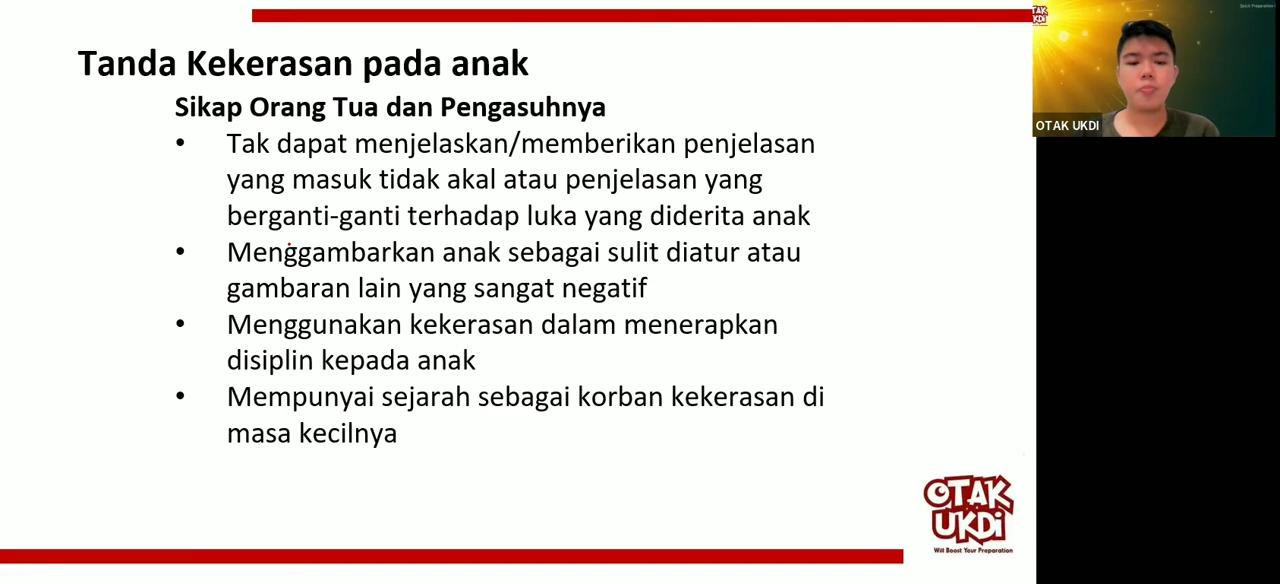 Tanda Kekerasan pada anak
Sikap Orang Tua dan Pengasuhnya
• Tak dapat menjelaskan/memberikan penjelasan
yang masuk tidak akal atau penjelasan yang
berganti-ganti terhadap luka yang diderita anak
• Menggambarkan anak sebagai sulit diatur atau
gambaran lain yang sangat negatif
• Menggunakan kekerasan dalam menerapkan
disiplin kepada anak
• Mempunyai sejarah sebagai korban kekerasan di
masa kecilnya
OTAK
UKDi
Will Boost Your Preparation
OTAK
UKDi
OTAK UKDI